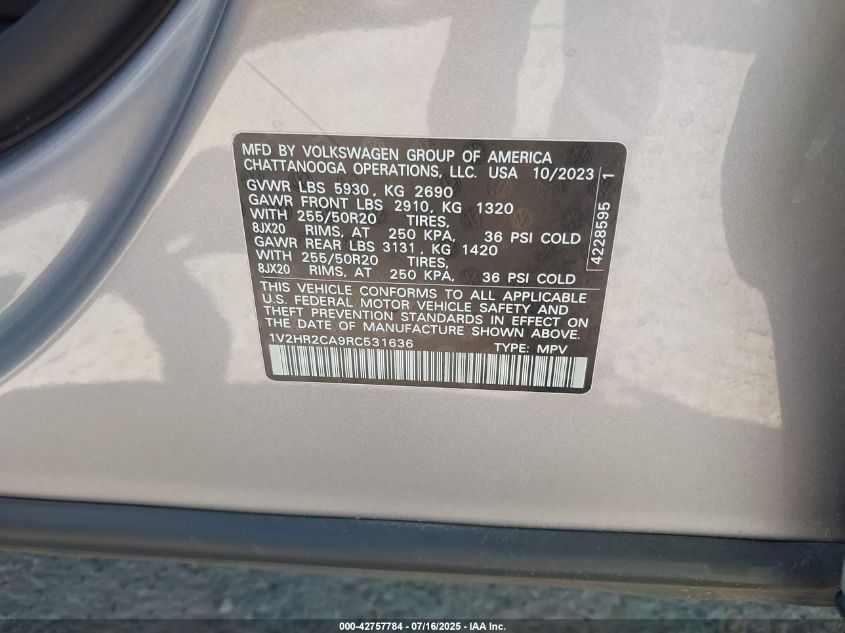 MFD BY VOLKSWAGEN GROUP OF AMERICA
CHATTANOOGA OPERATIONS, LLC. USA 10/2023
GVWR LBS 5930, KG 2690
GAWR FRONT LBS 2910, KG 1320
WITH 255/50R20 TIRES,
8JX20 RIMS, AT 250 KPA, 36 PSI COLD
GAWR REAR LBS 3131, KG 1420
WITH 255/50R20 TIRES,
8JX20 RIMS, AT 250 KPA, 36 PSI COLD
THIS VEHICLE CONFORMS TO ALL APPLICABLE
U.S. FEDERAL MOTOR VEHICLE SAFETY AND
THEFT PREVENTION STANDARDS IN EFFECT ON
THE DATE OF MANUFACTURE SHOWN ABOVE.
1V2HR2CA9RC531636 TYPE: MPV
4228595 1
000-42757784 - 07/16/2025 - IAA Inc.